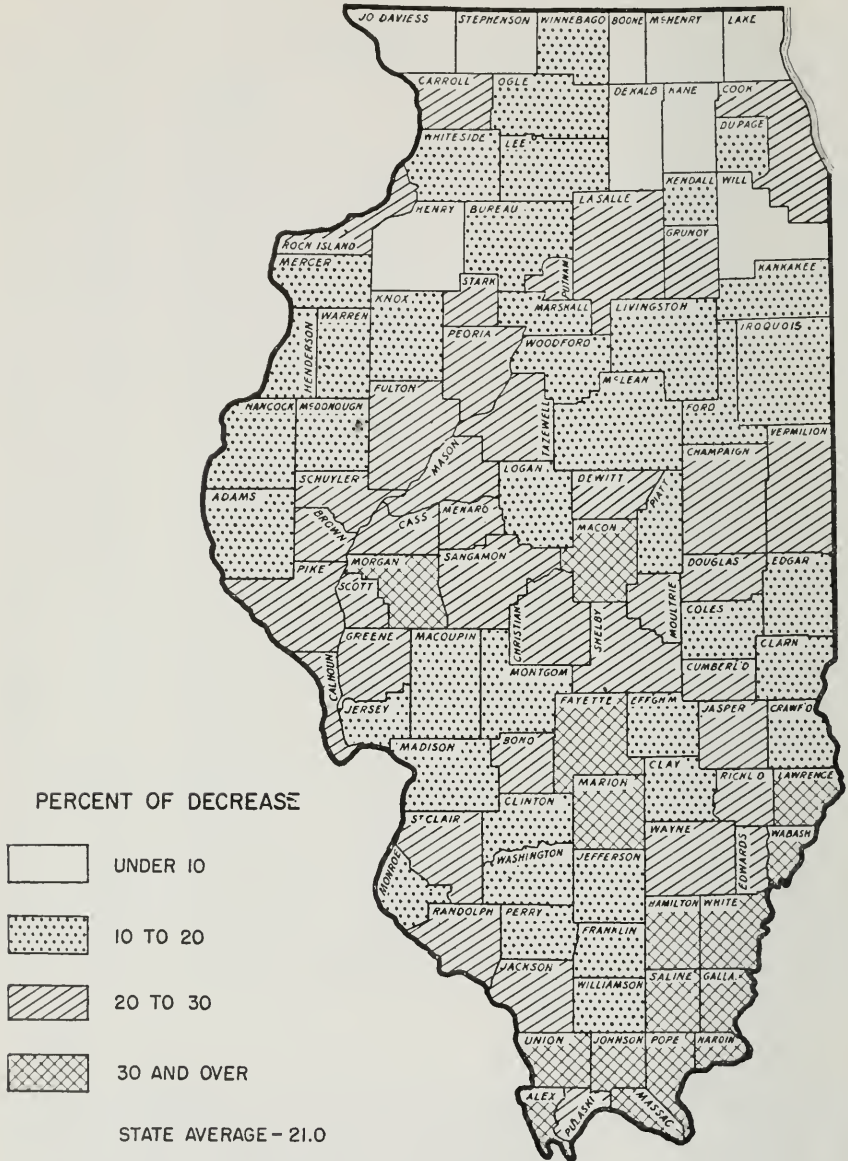 JO DAVIESS STEPHENSON WINNEBAGO BOONE McHENRY LAKE
CARROLL OGLE DEKALB KANE COOK
DUPAGE
WHITESIDE LEE
KENDALL WILL
HENRY BUREAU LASALLE
GRUNDY
ROCK ISLAND
MERCER KANKAKEE
STARK PUTNAM
KNOX MARSHALL LIVINGSTON
HENDERSON WARREN PEORIA WOODFORD IROQUOIS
FULTON McLEAN
HANCOCK McDONOUGH TAZEWELL FORD VERMILION
MASON CHAMPAIGN
SCHUYLER LOGAN DEWITT
ADAMS PIATT
BROWN CASS MENARD MACON
PIKE MORGAN SANGAMON DOUGLAS EDGAR
SCOTT
CHRISTIAN SHELBY MOULTRIE COLES
GREENE MACOUPIN CLARN
CALHOUN MONTGOM CUMBERL'D
JERSEY FAYETTE EFFGHM JASPER CRAWF'D
MADISON BOND CLAY
MARION RICHL'D LAWRENCE
PERCENT OF DECREASE
CLINTON
ST CLAIR WAYNE EDWARDS WABASH
UNDER 10
MONROE WASHINGTON JEFFERSON
HAMILTON WHITE
RANDOLPH PERRY
10 TO 20
FRANKLIN
JACKSON SALINE GALLA.
WILLIAMSON
20 TO 30
UNION JOHNSON POPE HARDIN
30 AND OVER
ALEX PULASKI MASSAC
STATE AVERAGE - 21.0